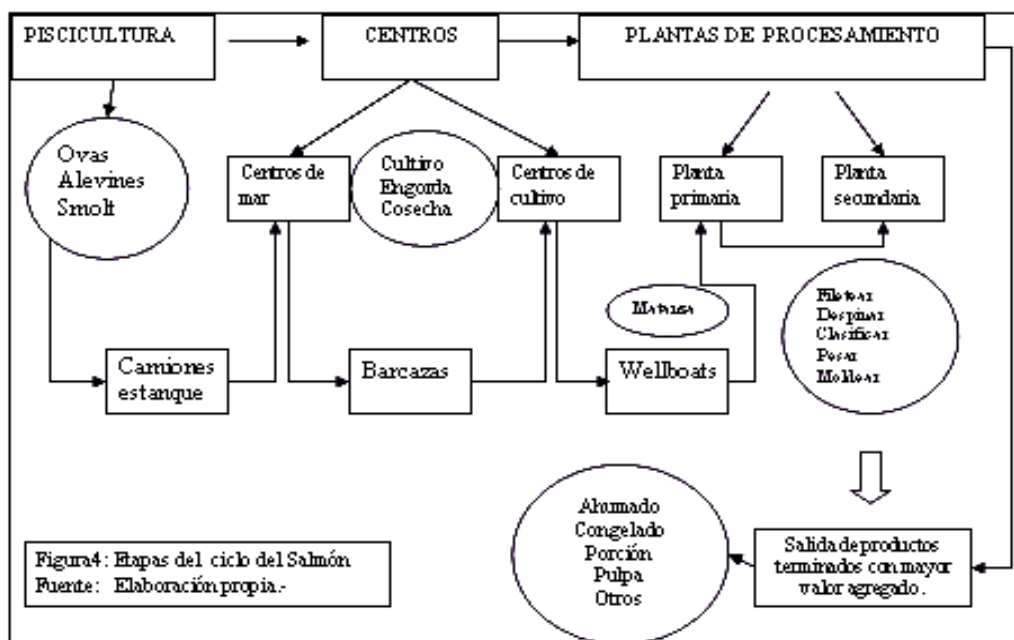 PISCICULTURA
CENTROS
PLANTAS DE PROCESAMIENTO
Ovas
Alevines
Smolt
Centros de
mar
Cultivo
Engorda
Cosecha
Centros de
cultivo
Planta
primaria
Planta
secundaria
Matanza
Filetear
Despinar
Clasificar
Pesar
Moldear
Camiones
estanque
Barcazas
Wellboats
Ahumado
Congelado
Porción
Pulpa
Otros
Salida de productos
terminados con mayor
valor agregado.
Figura4: Etapas del ciclo del Salmón
Fuente: Elaboración propia.-